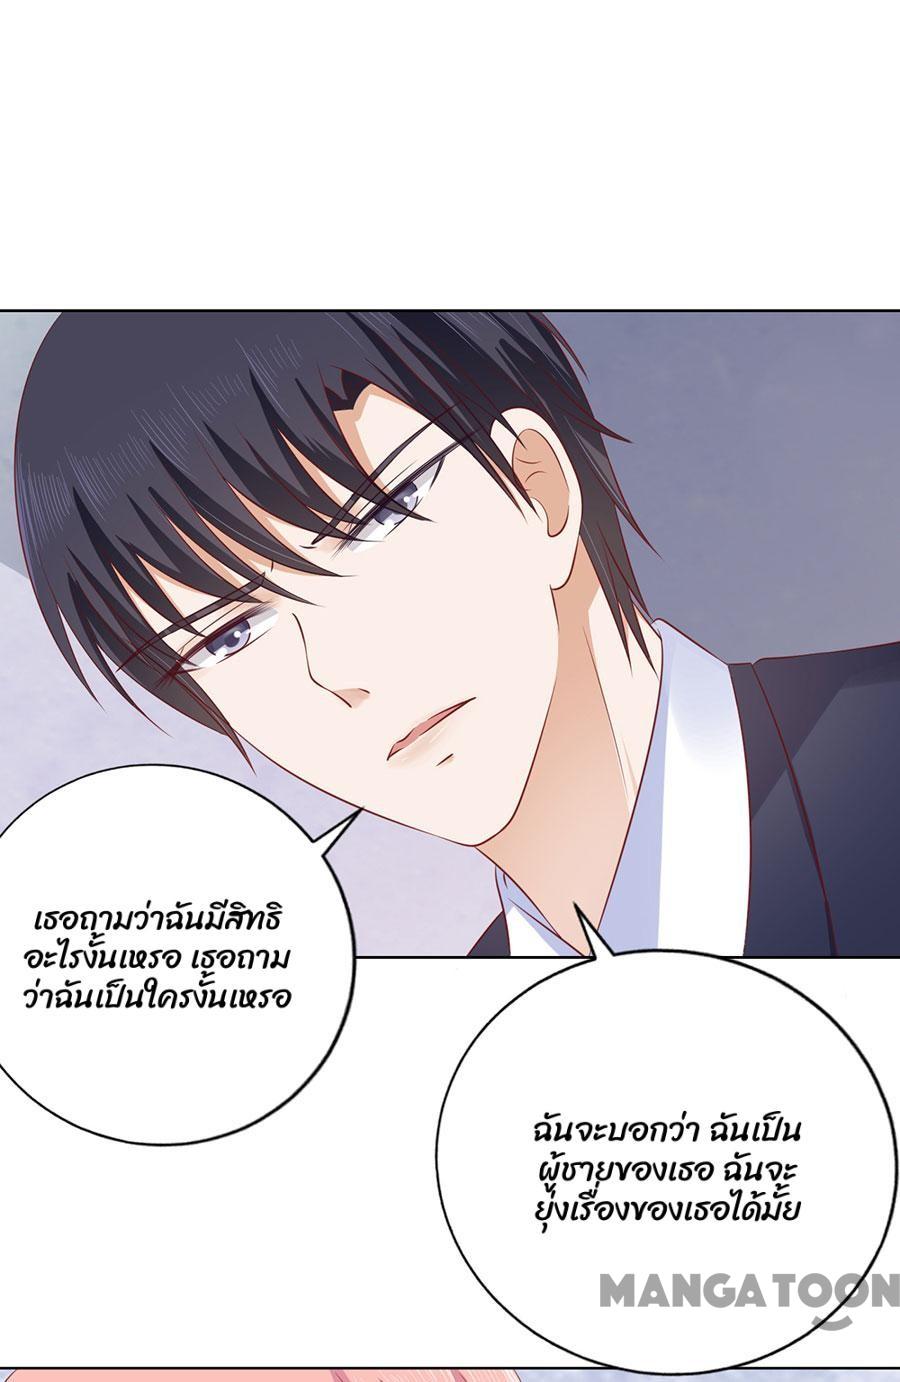 เธอถามว่าฉันมีสิทธิ
อะไรงั้นเหรอ เธอถาม
ว่าฉันเป็นใครงั้นเหรอ
ฉันจะบอกว่า ฉันเป็น
ผู้ชายของเธอ ฉันจะ
ยุ่งเรื่องของเธอได้มั้ย
MANGATOON